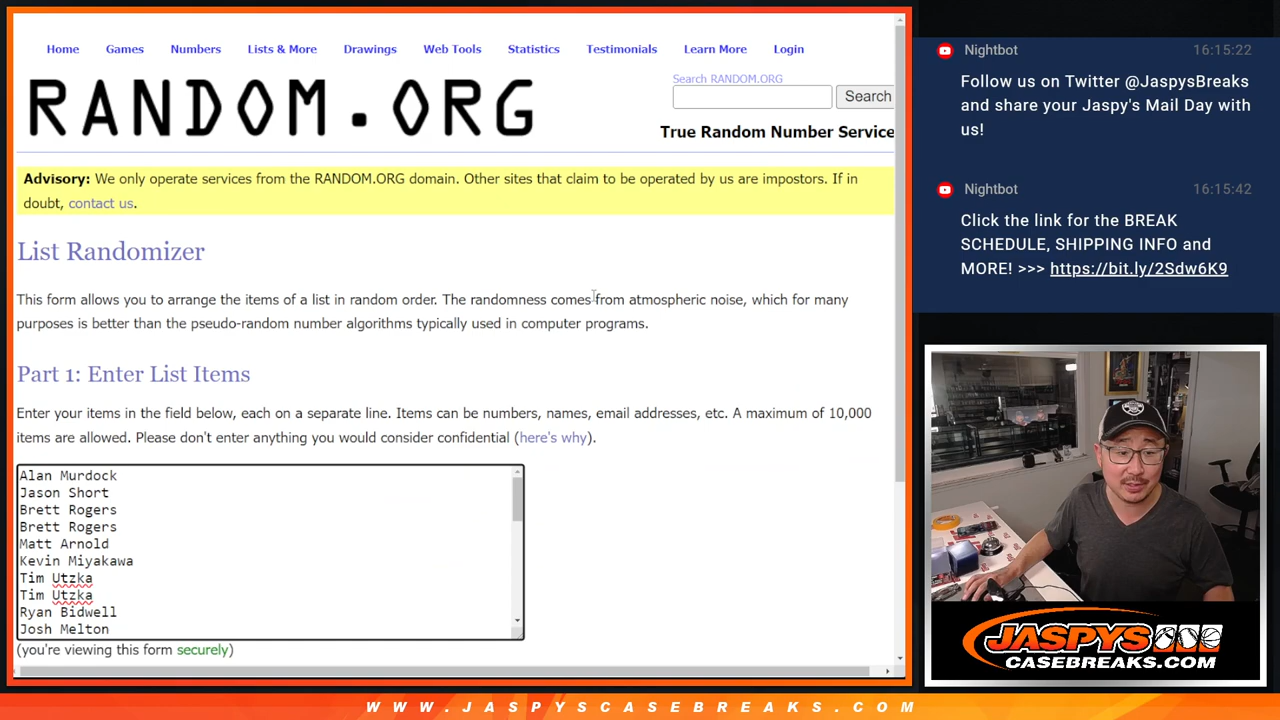 Home Games Numbers Lists & More Drawings Web Tools Statistics Testimonials Learn More Login
RANDOM.ORG
Search RANDOM.ORG
Search
True Random Number Service
Advisory: We only operate services from the RANDOM.ORG domain. Other sites that claim to be operated by us are impostors. If in
doubt, contact us.
List Randomizer
This form allows you to arrange the items of a list in random order. The randomness comes from atmospheric noise, which for many
purposes is better than the pseudo-random number algorithms typically used in computer programs.
Part 1: Enter List Items
Enter your items in the field below, each on a separate line. Items can be numbers, names, email addresses, etc. A maximum of 10,000
items are allowed. Please don't enter anything you would consider confidential (here's why).
Alan Murdock
Jason Short
Brett Rogers
Brett Rogers
Matt Arnold
Kevin Miyakawa
Tim Utzka
Tim Utzka
Ryan Bidwell
Josh Melton
(you're viewing this form securely)
Nightbot 16:15:22
Follow us on Twitter @JaspysBreaks
and share your Jaspy's Mail Day with
us!
Nightbot 16:15:42
Click the link for the BREAK
SCHEDULE, SHIPPING INFO and
MORE! >>> https://bit.ly/2Sdw6K9
JASPYS
CASEBREAKS.COM
WWW.JASPYSCASEBREAKS.COM